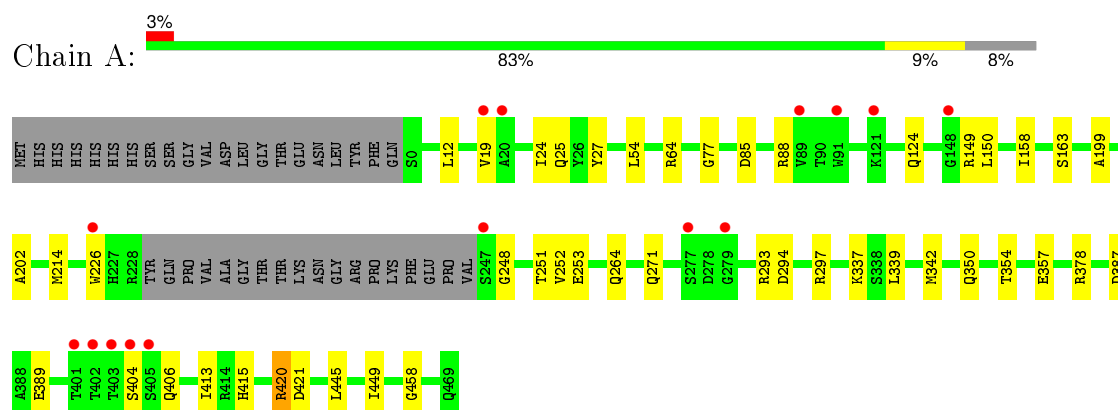 3%
Chain A:
83% 9% 8%
MET HIS HIS HIS HIS HIS HIS SER SER GLY VAL ASP LEU GLY THR GLU ASN LEU TYR PHE GLN S0 L12 V19 A20 I24 Q25 Y26 Y27 L54 R64 G77 D85 R88 V89 T90 W91 K121 Q124 G148 R149 L150 I158 S163 A199
A202 M214 W226 H227 R228 TYR GLN PRO VAL ALA GLY THR THR LYS ASN GLY ARG PRO LYS PHE GLU PRO VAL S247 G248 T251 V252 E253 Q264 Q271 S277 D278 G279 R293 D294 R297 K337 S338 L339 M342 Q350 T354 E357 R378
A388 E389 T401 T402 T403 S404 S405 Q406 I413 R414 H415 R420 D421 L445 I449 G458 Q469